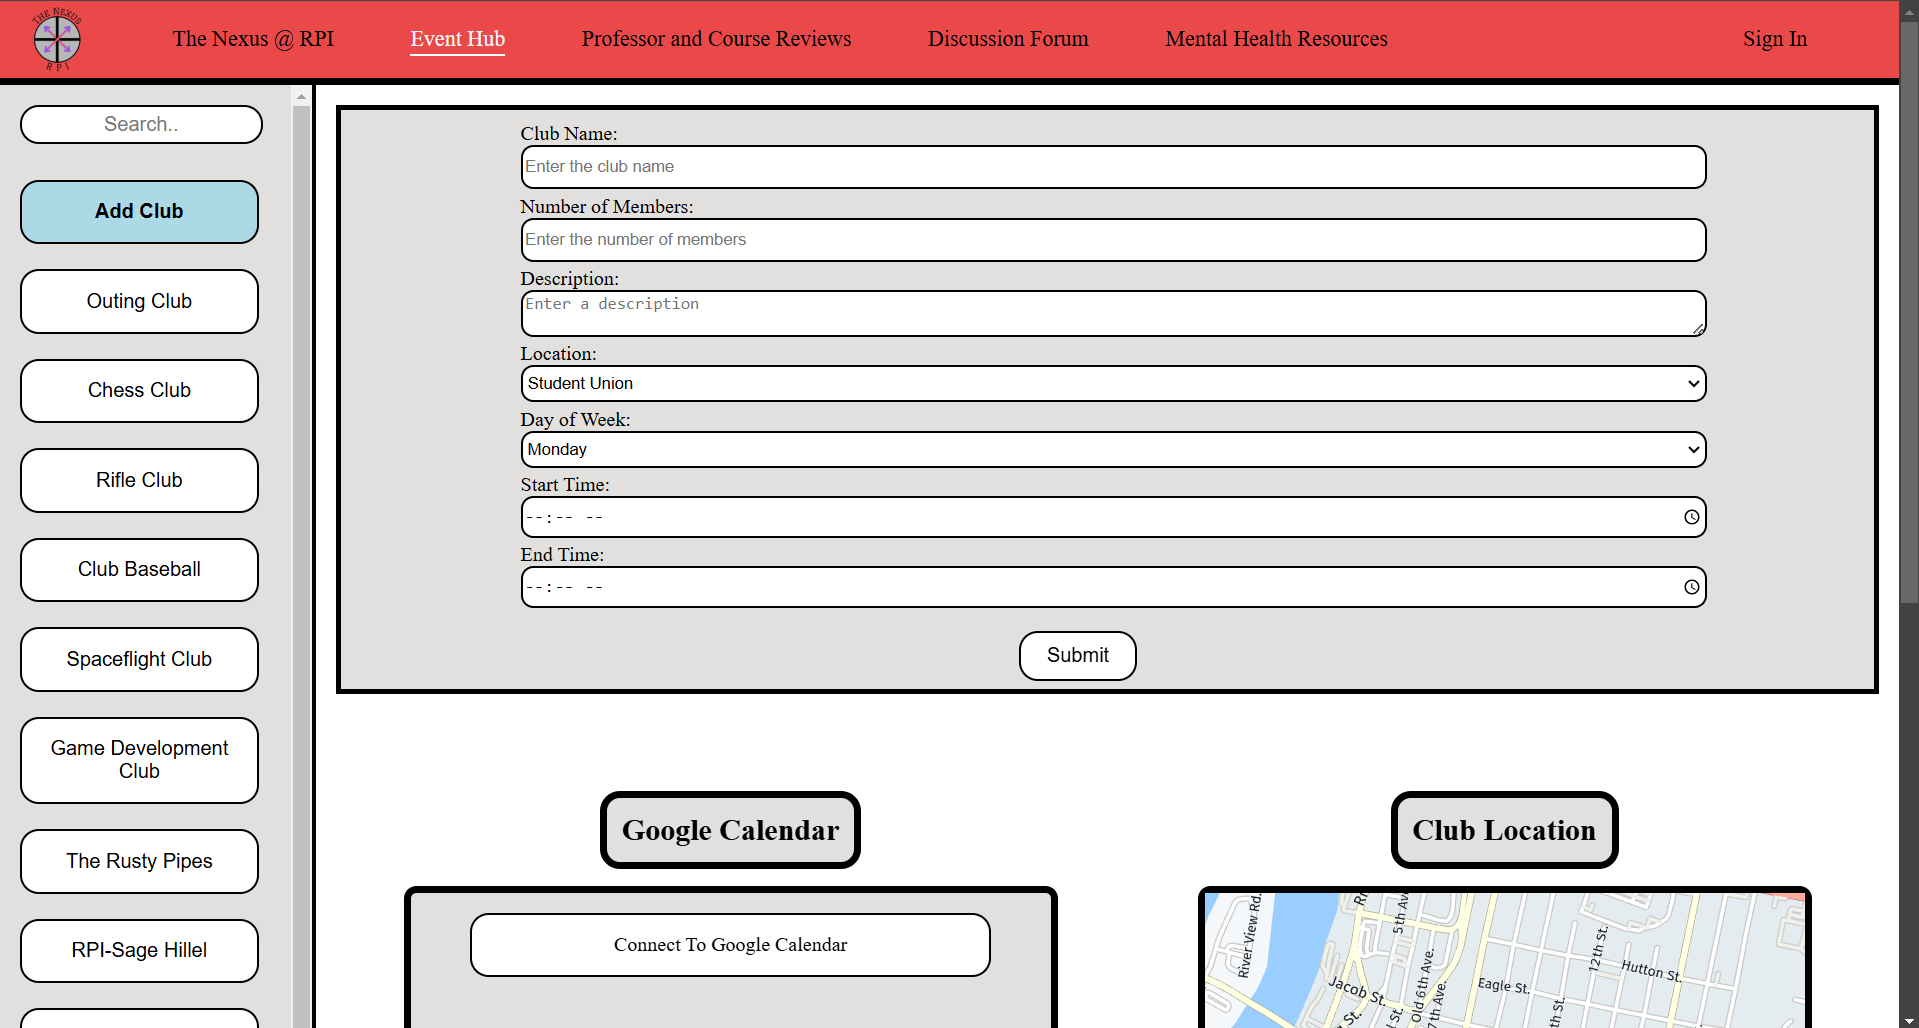 THE NEXUS
RPI
The Nexus @ RPI
Event Hub
Professor and Course Reviews
Discussion Forum
Mental Health Resources
Sign In
Search..
Add Club
Outing Club
Chess Club
Rifle Club
Club Baseball
Spaceflight Club
Game Development
Club
The Rusty Pipes
RPI-Sage Hillel
Club Name:
Enter the club name
Number of Members:
Enter the number of members
Description:
Enter a description
Location:
Student Union
Day of Week:
Monday
Start Time:
--:-- --
End Time:
--:-- --
Submit
Google Calendar
Connect To Google Calendar
Club Location
River View Rd.
5th Av
12th St.
Hutton St.
Jacob St.
Old 6th Ave.
7th Ave.
Eagle St.
th St.